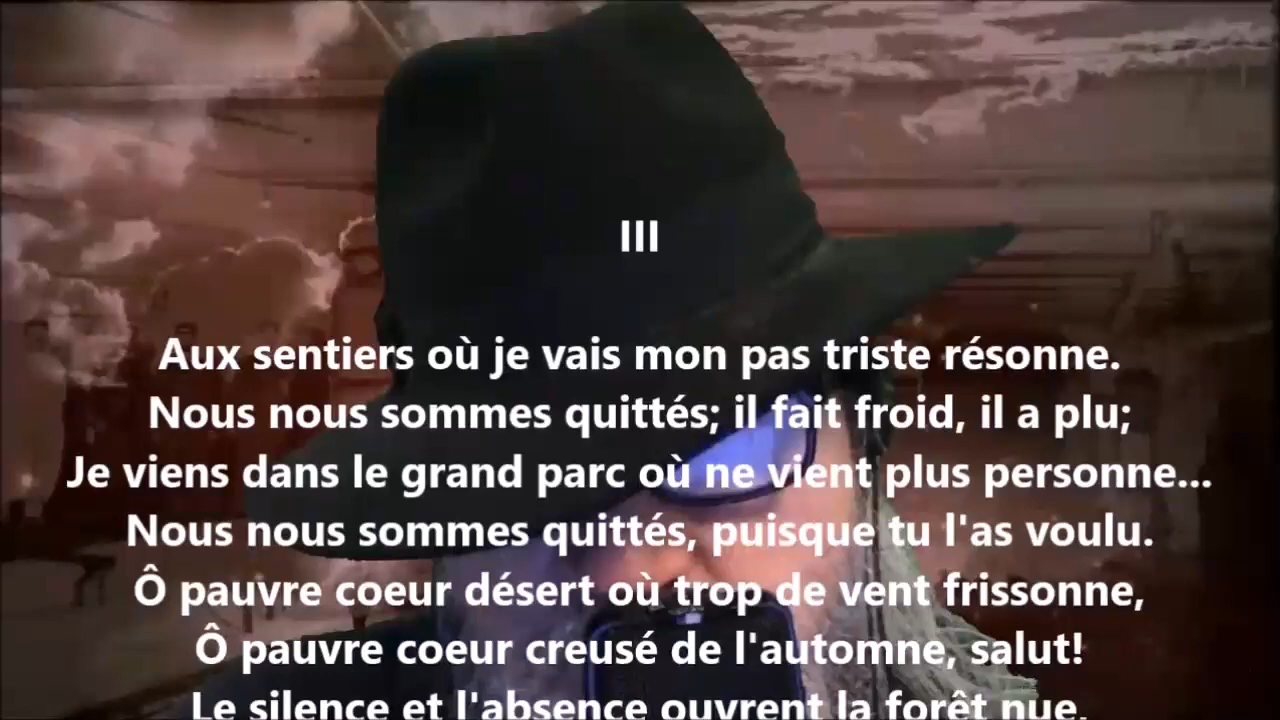 III
Aux sentiers où je vais mon pas triste résonne.
Nous nous sommes quittés; il fait froid, il a plu;
Je viens dans le grand parc où ne vient plus personne...
Nous nous sommes quittés, puisque tu l'as voulu.
Ô pauvre coeur désert où trop de vent frissonne,
Ô pauvre coeur creusé de l'automne, salut!
Le silence et l'absence ouvrent la forêt nue,